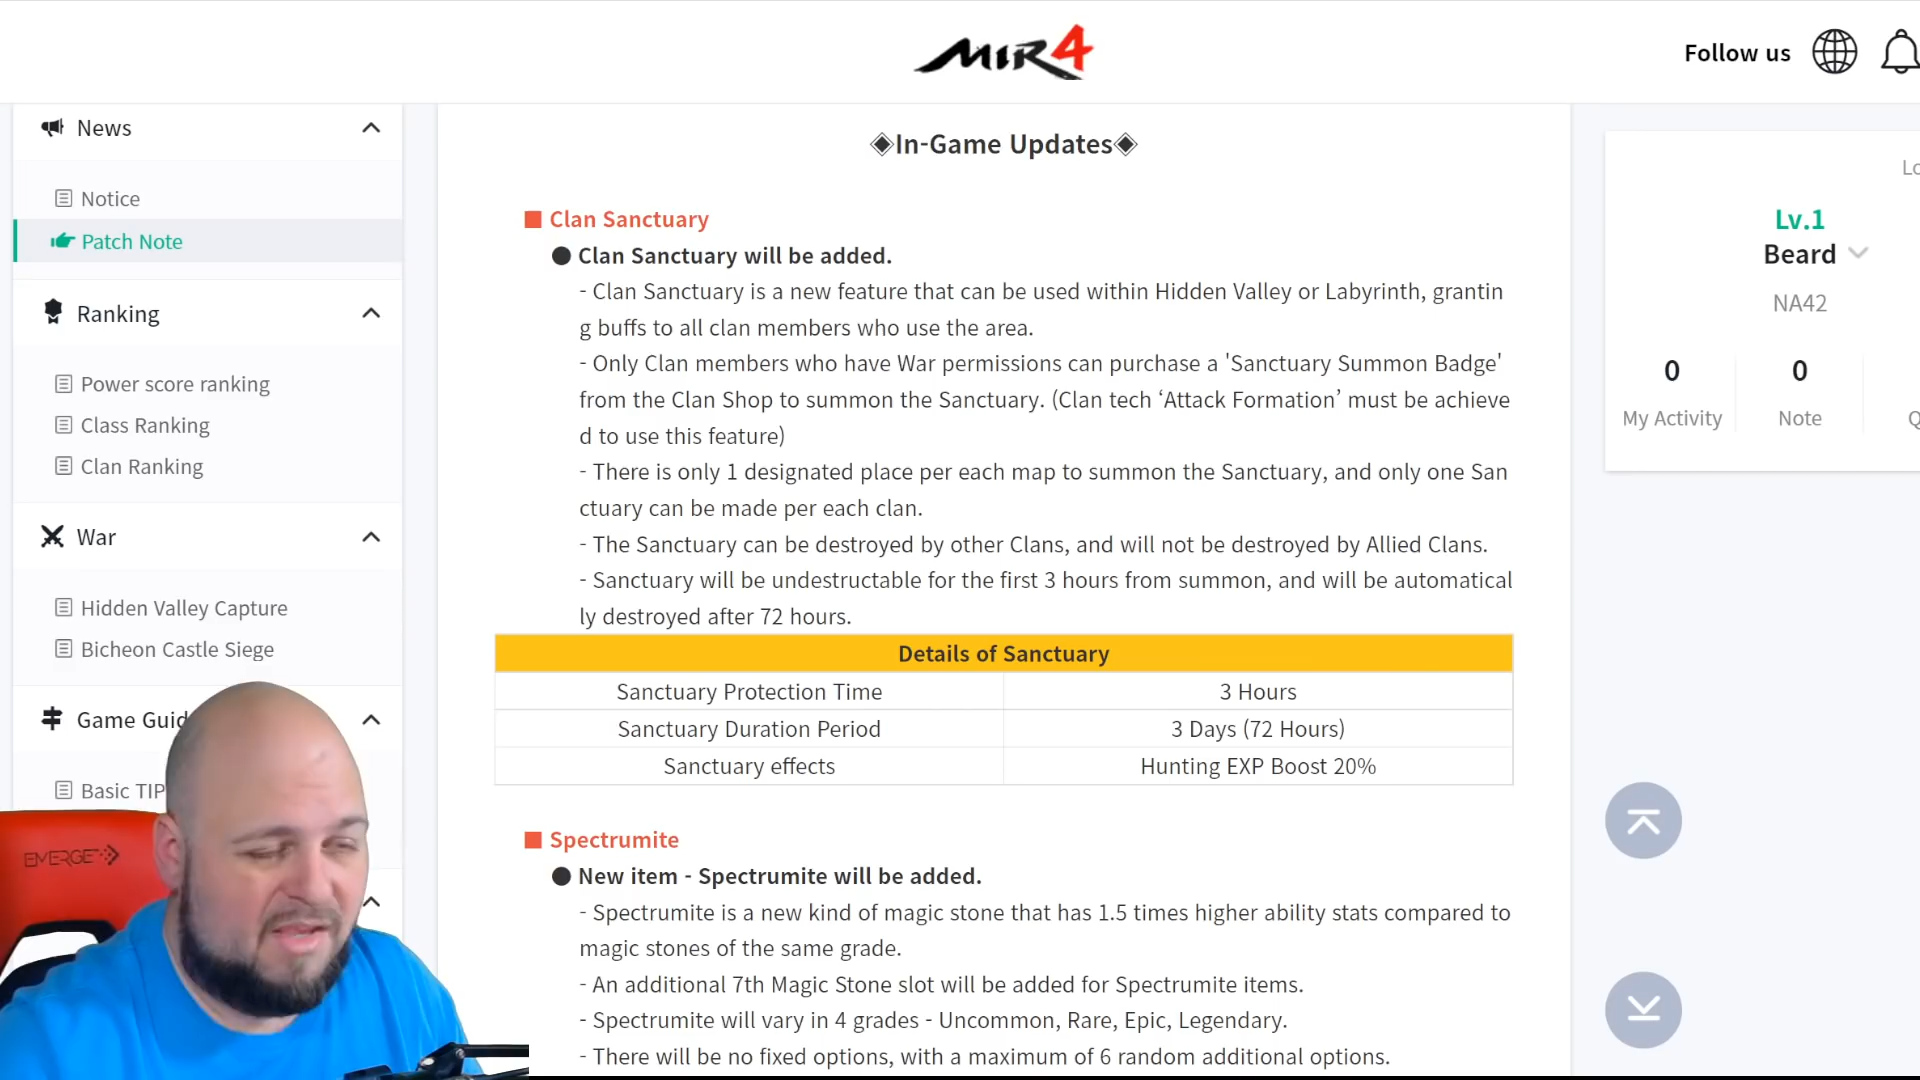 MIR4
Follow us
News
Notice
Patch Note
Ranking
Power score ranking
Class Ranking
Clan Ranking
War
Hidden Valley Capture
Bicheon Castle Siege
Game Guid
Basic TIP
EMERGE
◈In-Game Updates◈
■ Clan Sanctuary
● Clan Sanctuary will be added.
- Clan Sanctuary is a new feature that can be used within Hidden Valley or Labyrinth, grantin
g buffs to all clan members who use the area.
- Only Clan members who have War permissions can purchase a 'Sanctuary Summon Badge'
from the Clan Shop to summon the Sanctuary. (Clan tech ‘Attack Formation’ must be achieve
d to use this feature)
- There is only 1 designated place per each map to summon the Sanctuary, and only one San
ctuary can be made per each clan.
- The Sanctuary can be destroyed by other Clans, and will not be destroyed by Allied Clans.
- Sanctuary will be undestructable for the first 3 hours from summon, and will be automatical
ly destroyed after 72 hours.
Details of Sanctuary
Sanctuary Protection Time 3 Hours
Sanctuary Duration Period 3 Days (72 Hours)
Sanctuary effects Hunting EXP Boost 20%
■ Spectrumite
● New item - Spectrumite will be added.
- Spectrumite is a new kind of magic stone that has 1.5 times higher ability stats compared to
magic stones of the same grade.
- An additional 7th Magic Stone slot will be added for Spectrumite items.
- Spectrumite will vary in 4 grades - Uncommon, Rare, Epic, Legendary.
- There will be no fixed options, with a maximum of 6 random additional options.
Lo
Lv.1
Beard
NA42
0 0
My Activity Note Q